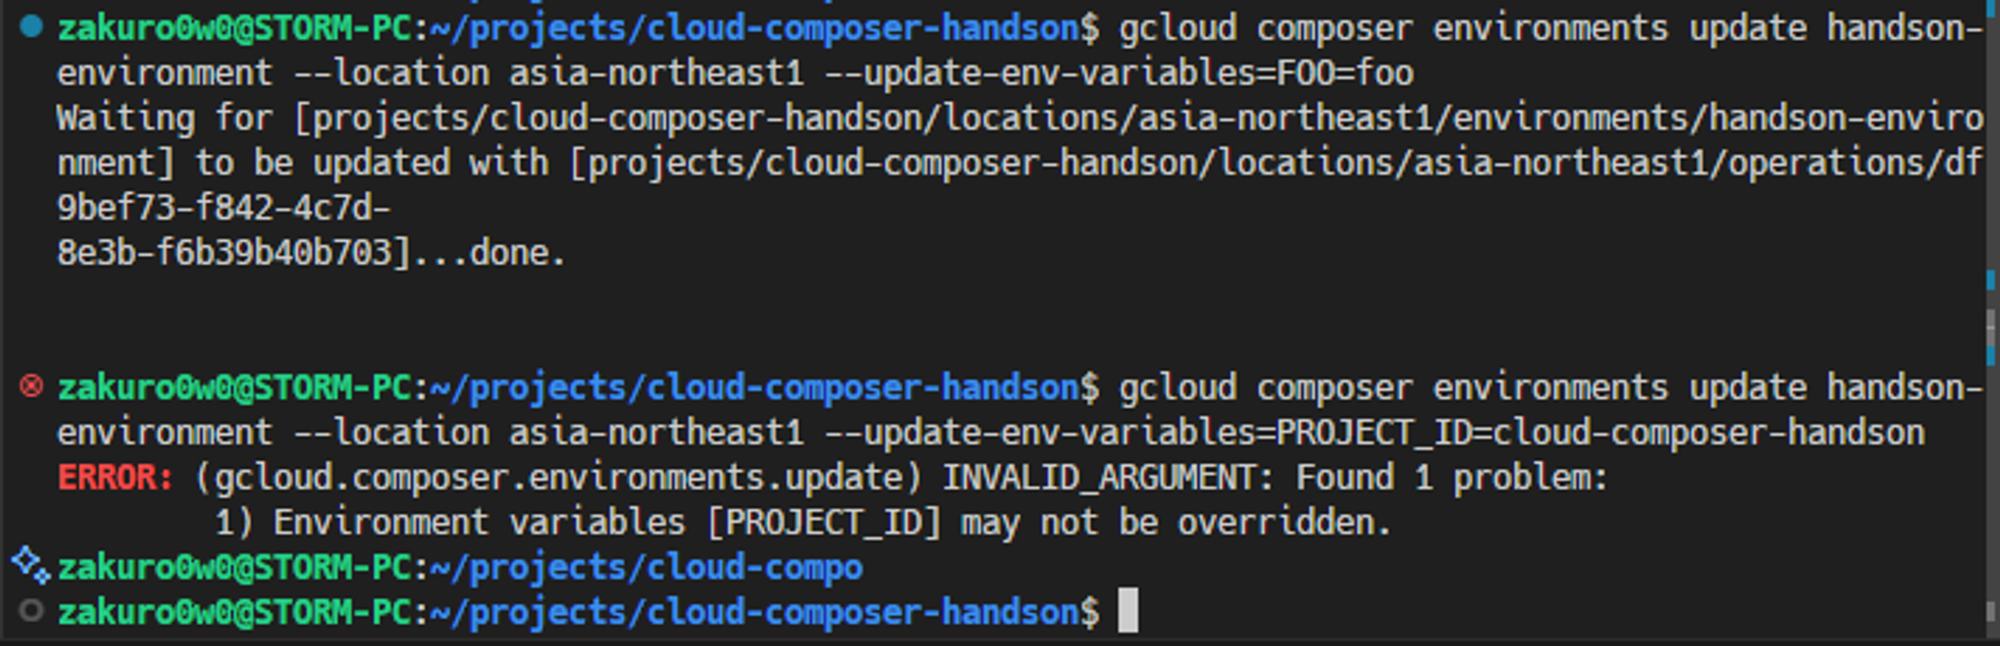 zakuro0w0@STORM-PC:~/projects/cloud-composer-handson$ gcloud composer environments update handson-
environment --location asia-northeast1 --update-env-variables=FOO=foo
Waiting for [projects/cloud-composer-handson/locations/asia-northeast1/environments/handson-enviro
nment] to be updated with [projects/cloud-composer-handson/locations/asia-northeast1/operations/df
9bef73-f842-4c7d-
8e3b-f6b39b40b703]...done.
zakuro0w0@STORM-PC:~/projects/cloud-composer-handson$ gcloud composer environments update handson-
environment --location asia-northeast1 --update-env-variables=PROJECT_ID=cloud-composer-handson
ERROR: (gcloud.composer.environments.update) INVALID_ARGUMENT: Found 1 problem:
1) Environment variables [PROJECT_ID] may not be overridden.
zakuro0w0@STORM-PC:~/projects/cloud-compo
zakuro0w0@STORM-PC:~/projects/cloud-composer-handson$